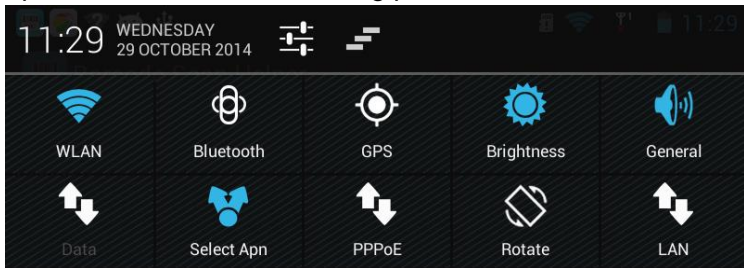 11:29 WEDNESDAY
29 OCTOBER 2014
11:29
WLAN Bluetooth GPS Brightness General
Data Select Apn PPPoE Rotate LAN